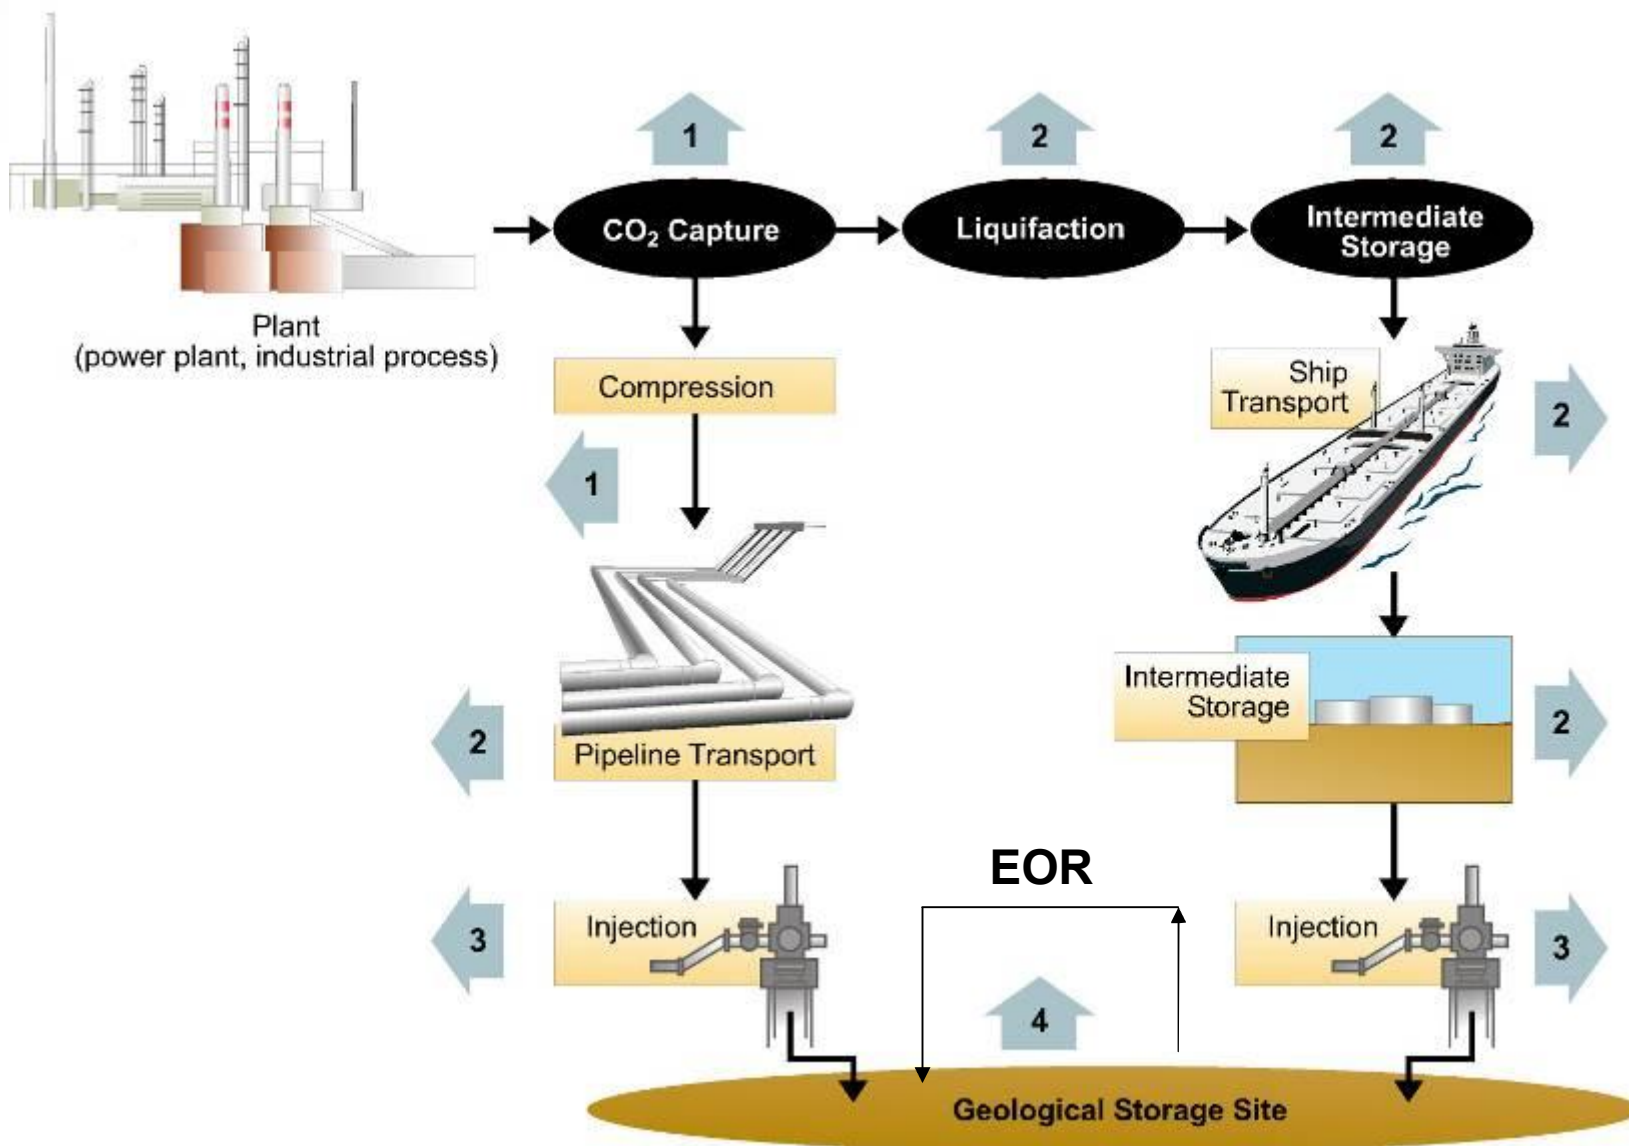 1
2
2
CO₂ Capture
Liquifaction
Intermediate
Storage
Plant
(power plant, industrial process)
Compression
Ship
Transport
2
1
Intermediate
Storage
2
2
Pipeline Transport
EOR
Injection
3
Injection
3
4
Geological Storage Site